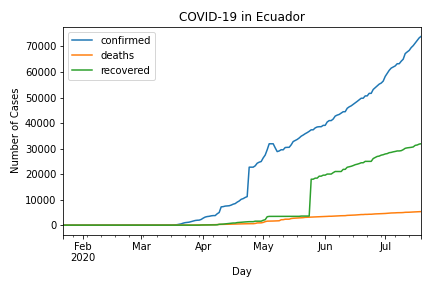 COVID-19 in Ecuador
confirmed
deaths
recovered
70000
60000
50000
40000
30000
20000
10000
0
Number of Cases
Feb Mar Apr May Jun Jul
2020
Day